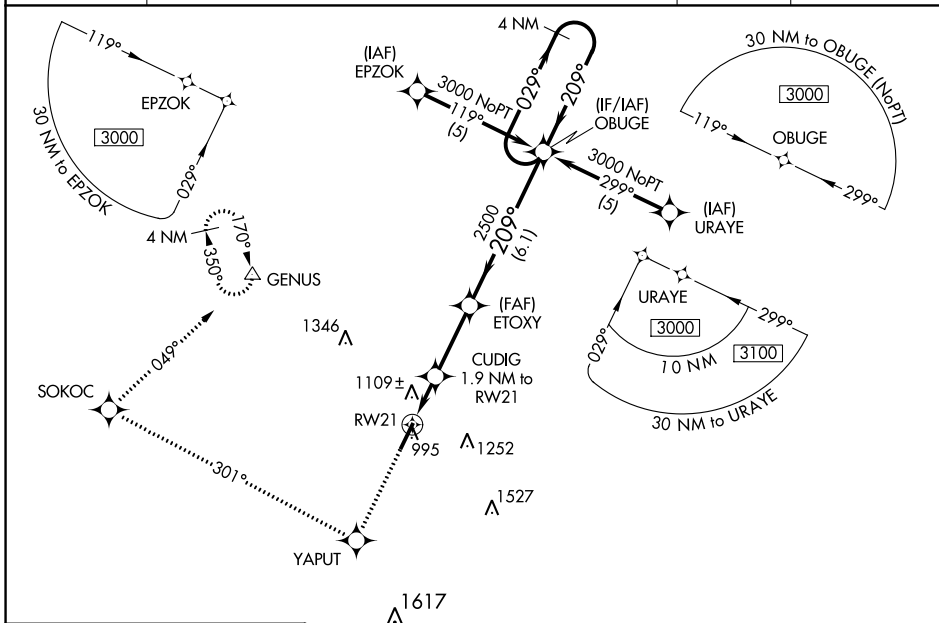 119°
EPZOK
3000
029°
30 NM to EPZOK
4 NM
170°
350°
GENUS
(IAF)
EPZOK
3000 NoPT
119°
(5)
4 NM
029°
209°
(IF/IAF)
OBUGE
3000 NoPT
299°
(5)
(IAF)
URAYE
30 NM to OBUGE (NoPT)
3000
119°
OBUGE
299°
2500
209°
(6.1)
(FAF)
ETOXY
CUDIG
1.9 NM to
RW21
1346
1109±
RW21
995
1252
1527
1617
SOKOC
049°
301°
YAPUT
URAYE
299°
3000
3100
029°
10 NM
30 NM to URAYE